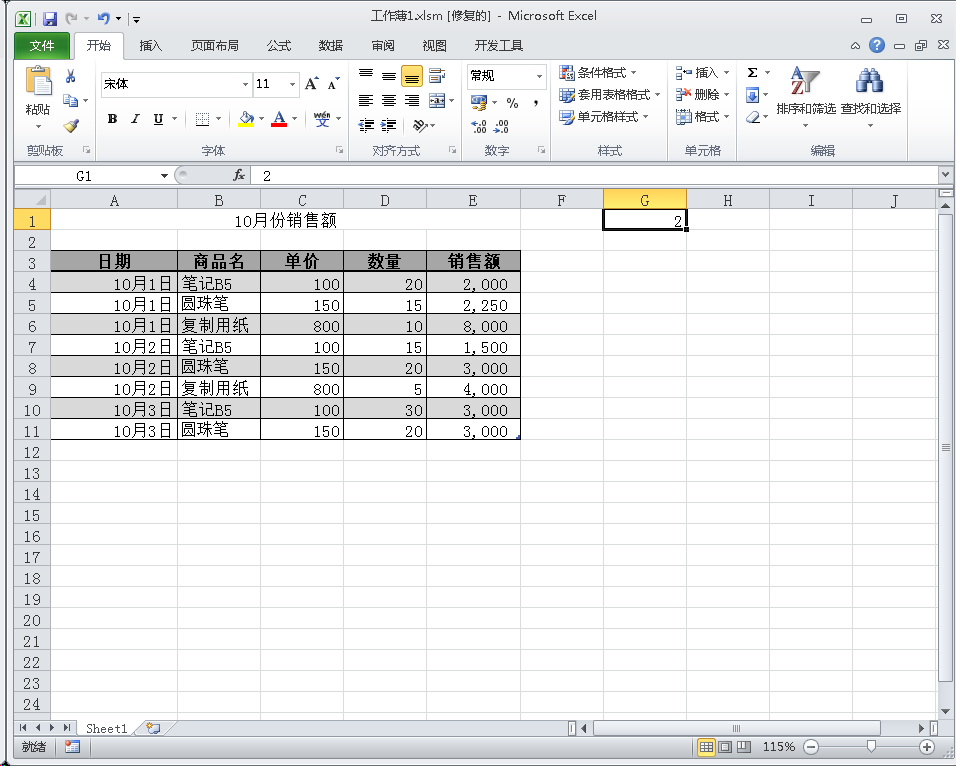 工作薄1.xlsm [修复的] - Microsoft Excel
文件 开始 插入 页面布局 公式 数据 审阅 视图 开发工具
粘贴
剪贴板
宋体 11
B I U wén 文
字体
对齐方式
常规
%
数字
条件格式
套用表格格式
单元格样式
样式
插入
删除
格式
单元格
Σ
排序和筛选 查找和选择
编辑
G1 fx 2
A B C D E F G H I J
1 10月份销售额 2
2
3 日期 商品名 单价 数量 销售额
4 10月1日 笔记B5 100 20 2,000
5 10月1日 圆珠笔 150 15 2,250
6 10月1日 复制用纸 800 10 8,000
7 10月2日 笔记B5 100 15 1,500
8 10月2日 圆珠笔 150 20 3,000
9 10月2日 复制用纸 800 5 4,000
10 10月3日 笔记B5 100 30 3,000
11 10月3日 圆珠笔 150 20 3,000
12
13
14
15
16
17
18
19
20
21
22
23
24
Sheet1
就绪 115%